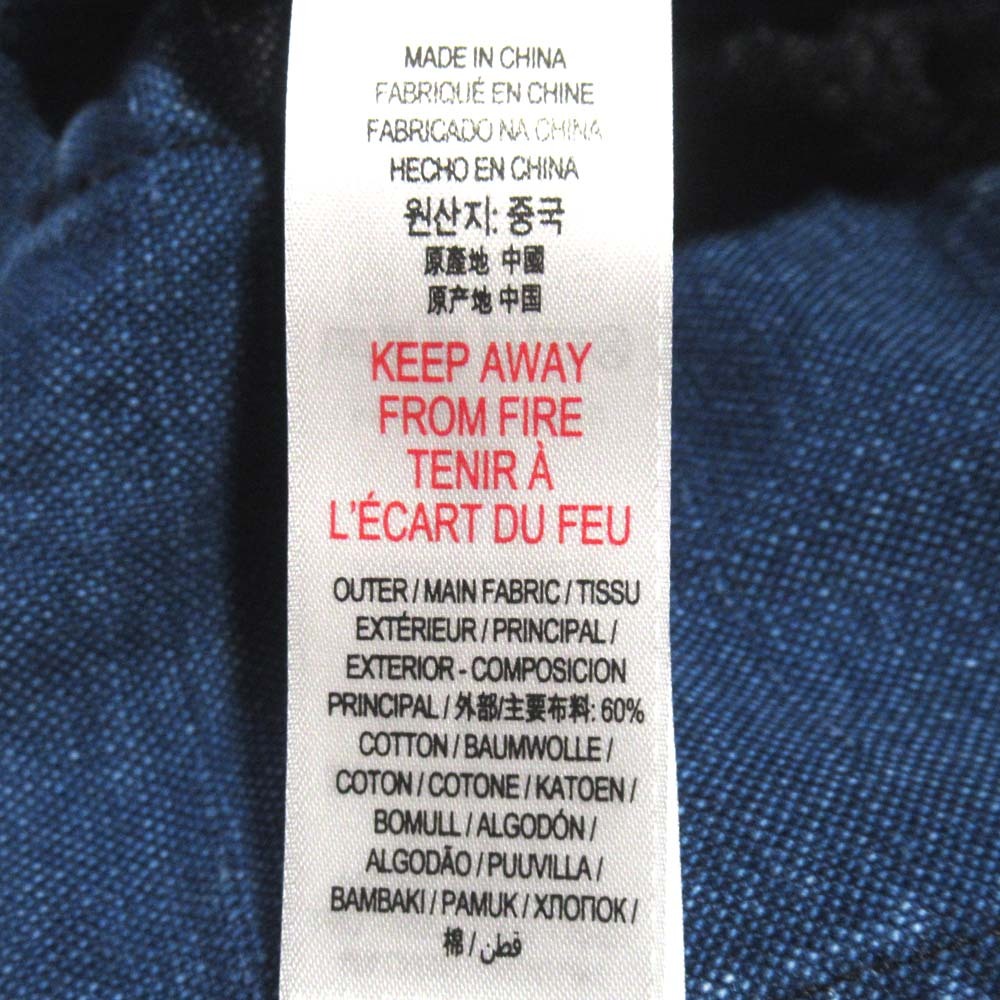 MADE IN CHINA
FABRIQUÉ EN CHINE
FABRICADO NA CHINA
HECHO EN CHINA
원산지: 중국
原產地 中國
原产地 中国
KEEP AWAY
FROM FIRE
TENIR À
L'ÉCART DU FEU
OUTER / MAIN FABRIC / TISSU
EXTÉRIEUR / PRINCIPAL /
EXTERIOR - COMPOSICION
PRINCIPAL / 外部/主要布料: 60%
COTTON / BAUMWOLLE /
COTON / COTONE / KATOEN /
BOMULL / ALGODÓN /
ALGODÃO / PUUVILLA /
BAMBAKI / PAMUK / ХЛОПОК /
棉 / قطن